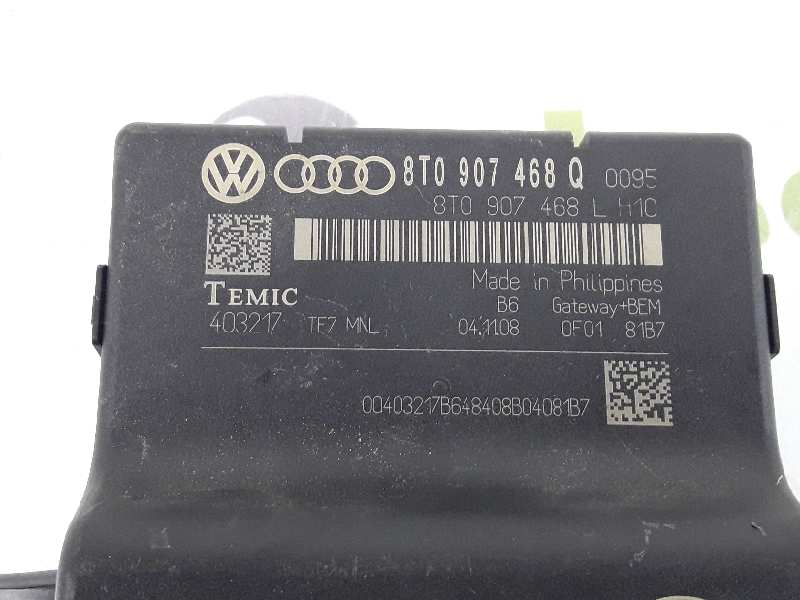 8T0 907 468 Q 0095
8T0 907 468 L H1C
Made in Philippines
TEMIC
B6 Gateway+BEM
403217 TF7 MNL 04.11.08 0F01 81B7
00403217B648408B04081B7